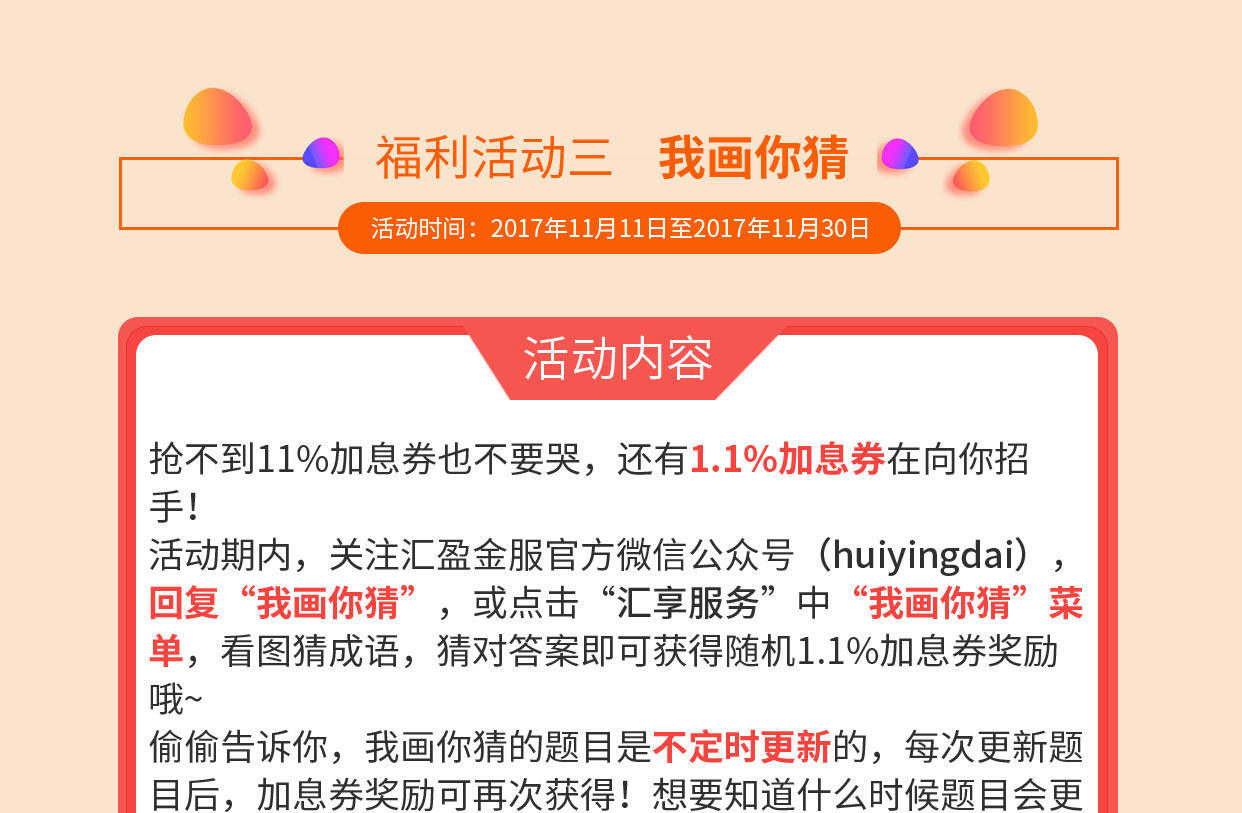 福利活动三 我画你猜
活动时间：2017年11月11日至2017年11月30日
活动内容
抢不到11%加息券也不要哭，还有1.1%加息券在向你招
手！
活动期内，关注汇盈金服官方微信公众号（huiyingdai），
回复“我画你猜”，或点击“汇享服务”中“我画你猜”菜
单，看图猜成语，猜对答案即可获得随机1.1%加息券奖励
哦~
偷偷告诉你，我画你猜的题目是不定时更新的，每次更新题
目后，加息券奖励可再次获得！想要知道什么时候题目会更